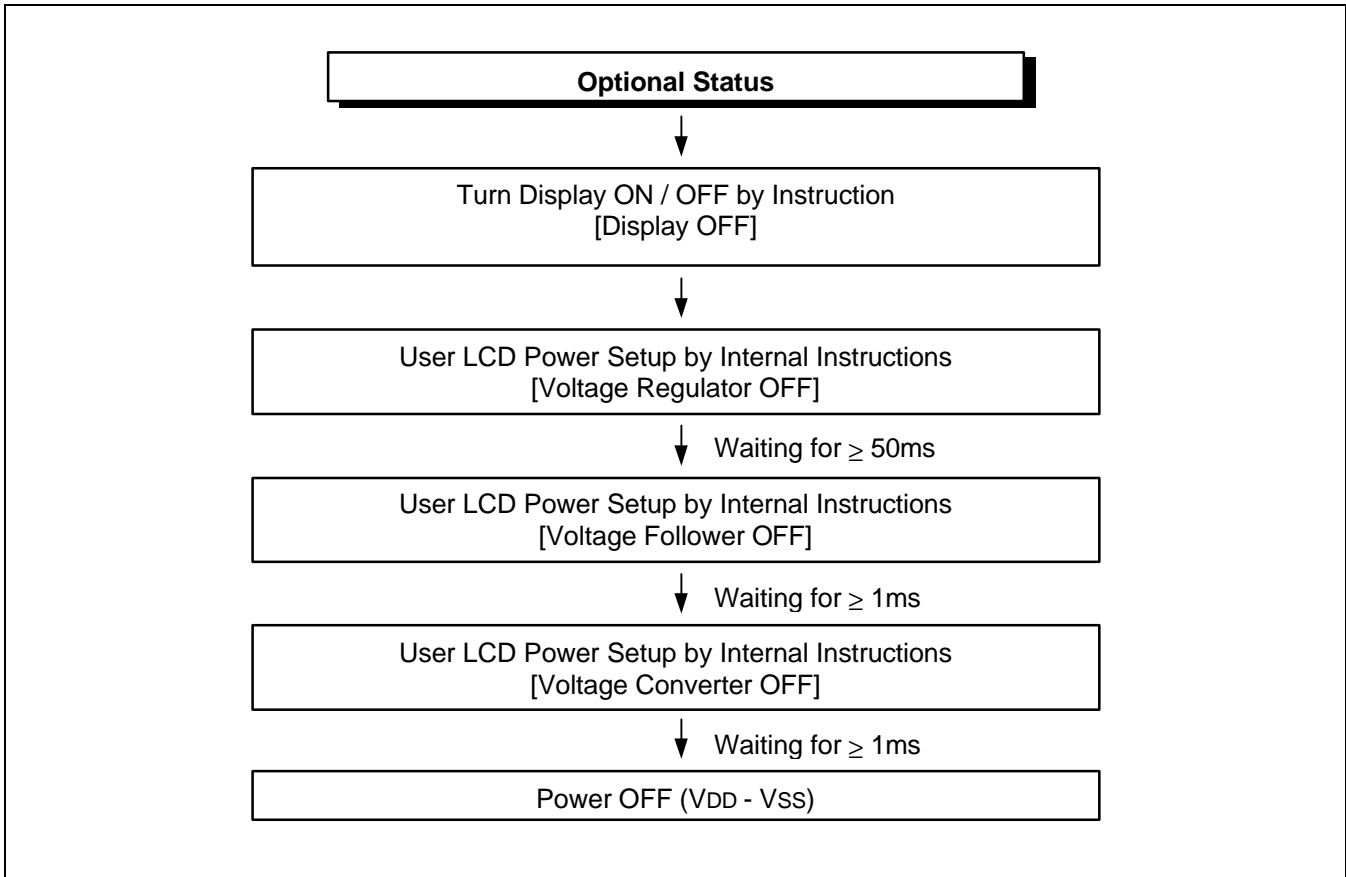 Optional Status
Turn Display ON / OFF by Instruction
[Display OFF]
User LCD Power Setup by Internal Instructions
[Voltage Regulator OFF]
Waiting for ≥ 50ms
User LCD Power Setup by Internal Instructions
[Voltage Follower OFF]
Waiting for ≥ 1ms
User LCD Power Setup by Internal Instructions
[Voltage Converter OFF]
Waiting for ≥ 1ms
Power OFF (VDD - VSS)